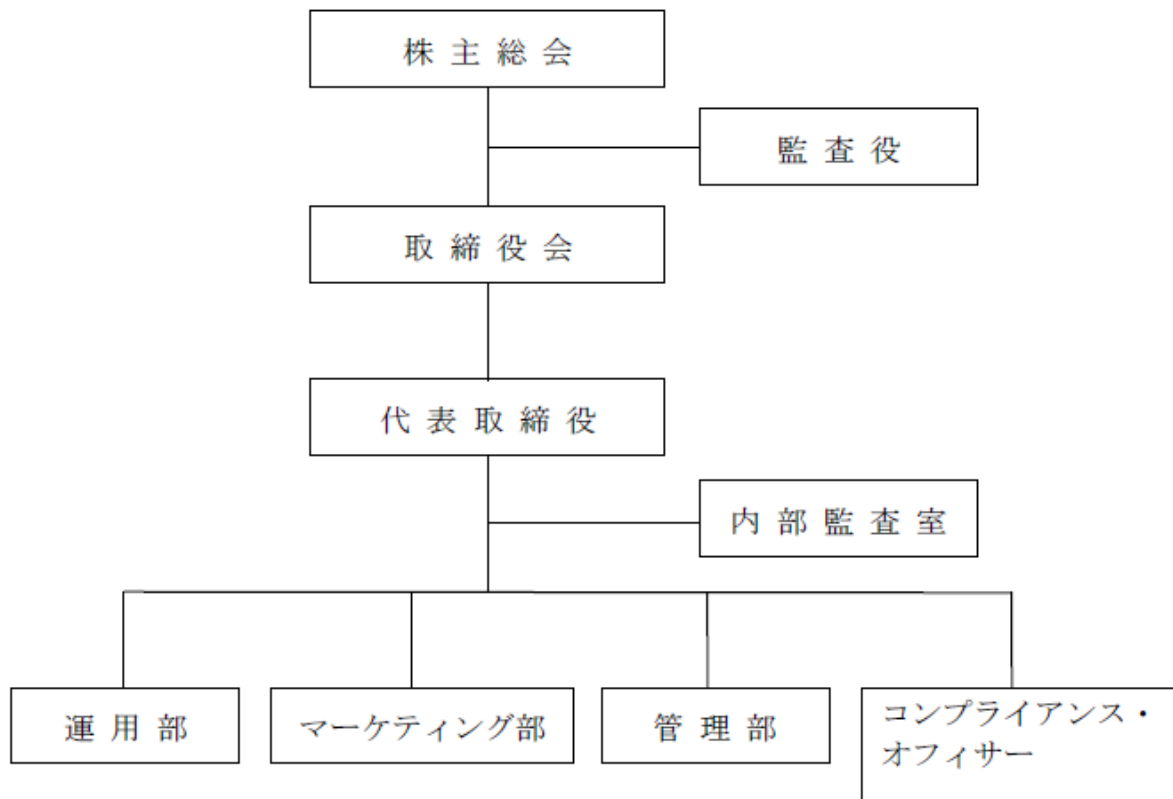 株主総会
監査役
取締役会
代表取締役
内部監査室
運用部
マーケティング部
管理部
コンプライアンス・
オフィサー